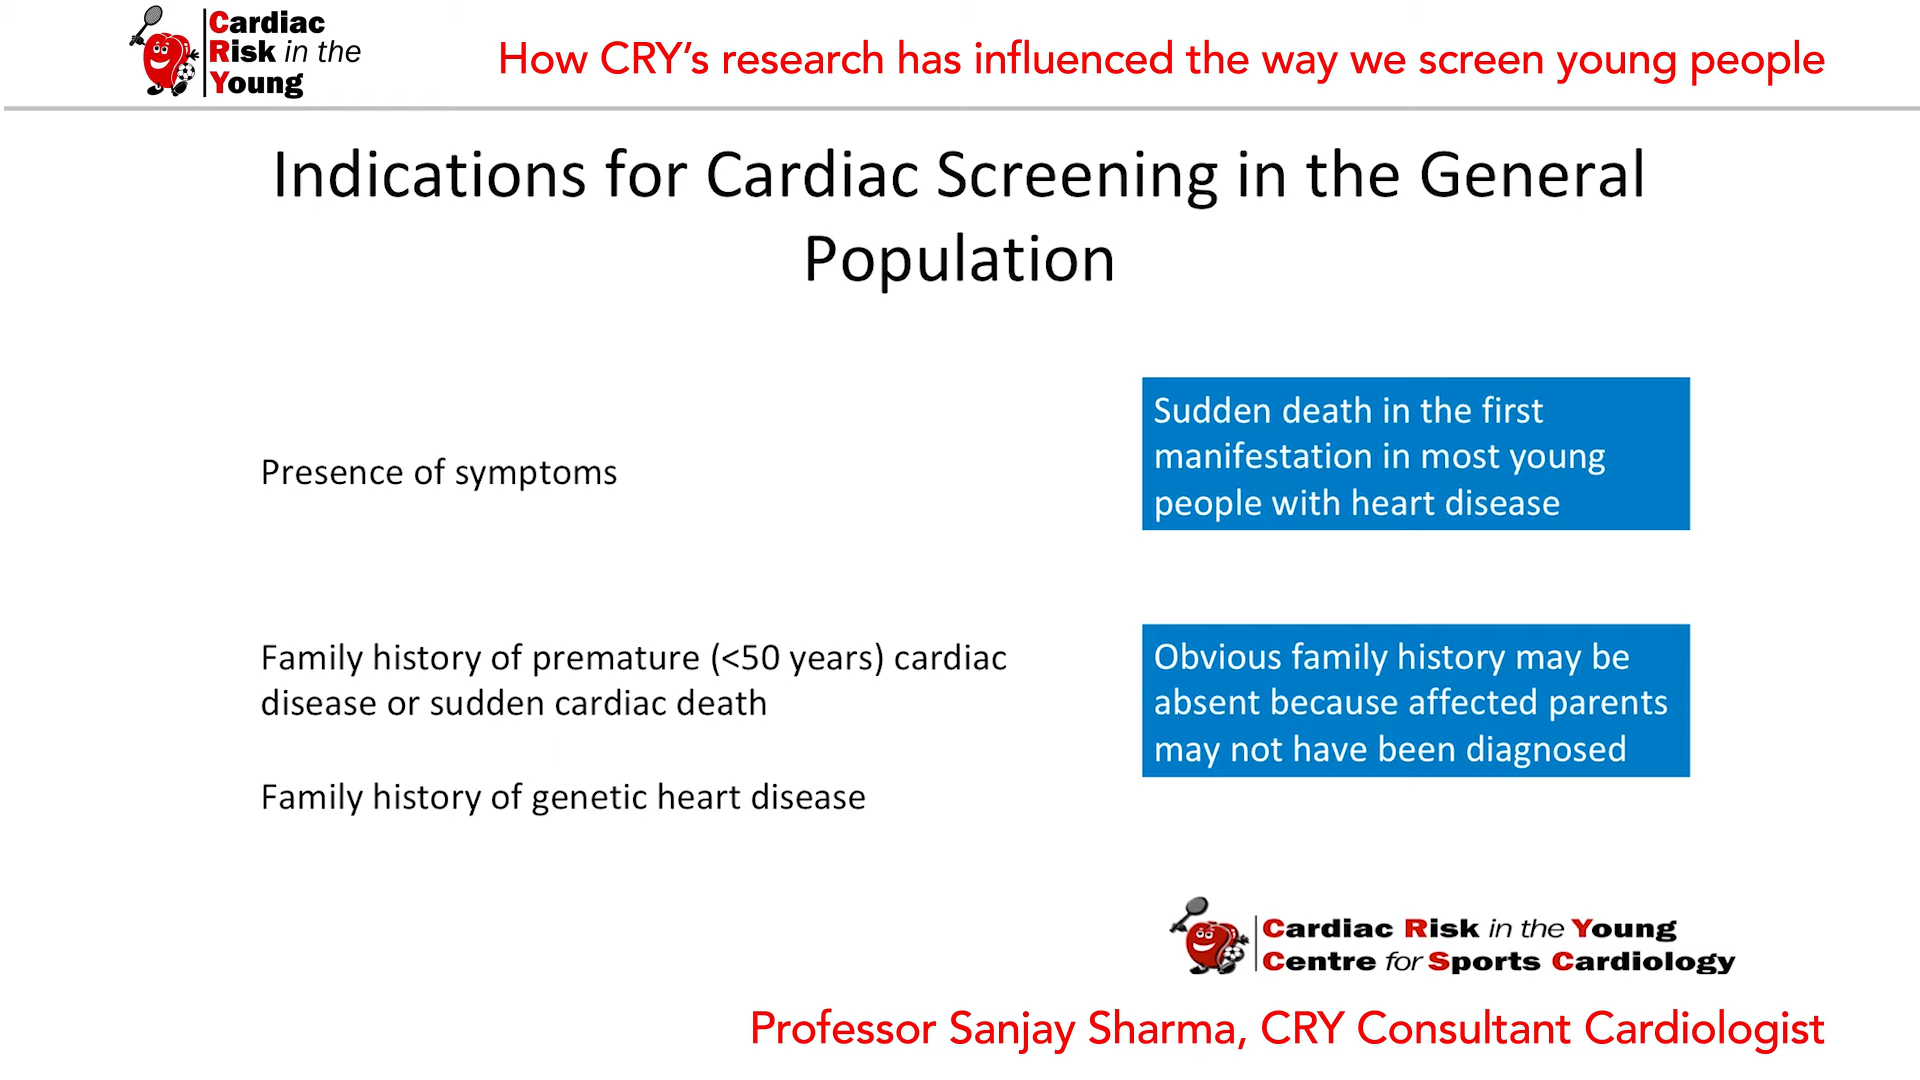 Cardiac
Risk in the
Young
How CRY's research has influenced the way we screen young people
Indications for Cardiac Screening in the General
Population
Presence of symptoms
Sudden death in the first
manifestation in most young
people with heart disease
Family history of premature (<50 years) cardiac
disease or sudden cardiac death
Family history of genetic heart disease
Obvious family history may be
absent because affected parents
may not have been diagnosed
Cardiac Risk in the Young
Centre for Sports Cardiology
Professor Sanjay Sharma, CRY Consultant Cardiologist